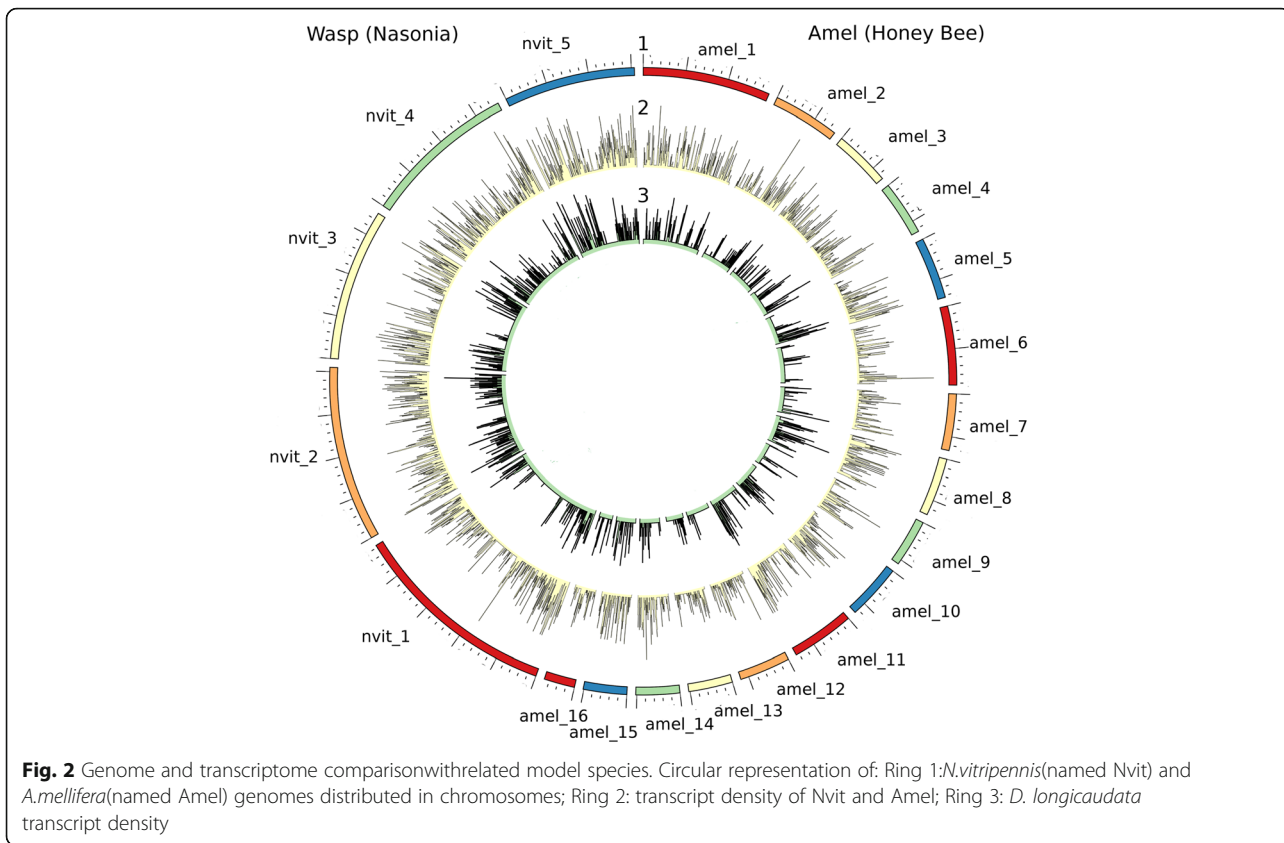 Wasp (Nasonia)
Amel (Honey Bee)
1
2
3
amel_1
amel_2
amel_3
amel_4
amel_5
amel_6
amel_7
amel_8
amel_9
amel_10
amel_11
amel_12
amel_13
amel_14
amel_15
amel_16
nvit_1
nvit_2
nvit_3
nvit_4
nvit_5
Fig. 2 Genome and transcriptome comparisonwithrelated model species. Circular representation of: Ring 1:N.vitripennis(named Nvit) and
A.mellifera(named Amel) genomes distributed in chromosomes; Ring 2: transcript density of Nvit and Amel; Ring 3: D. longicaudata
transcript density